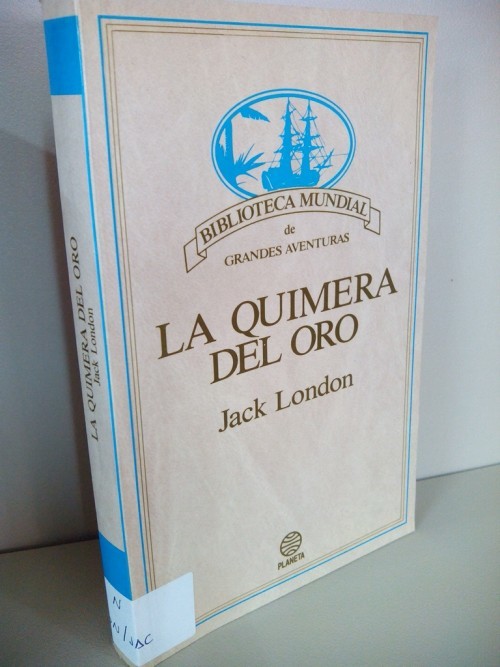 BIBLIOTECA MUNDIAL
de
GRANDES AVENTURAS
LA QUIMERA
DEL ORO
Jack London
PLANETA
LA QUIMERA DEL ORO
Jack London
N